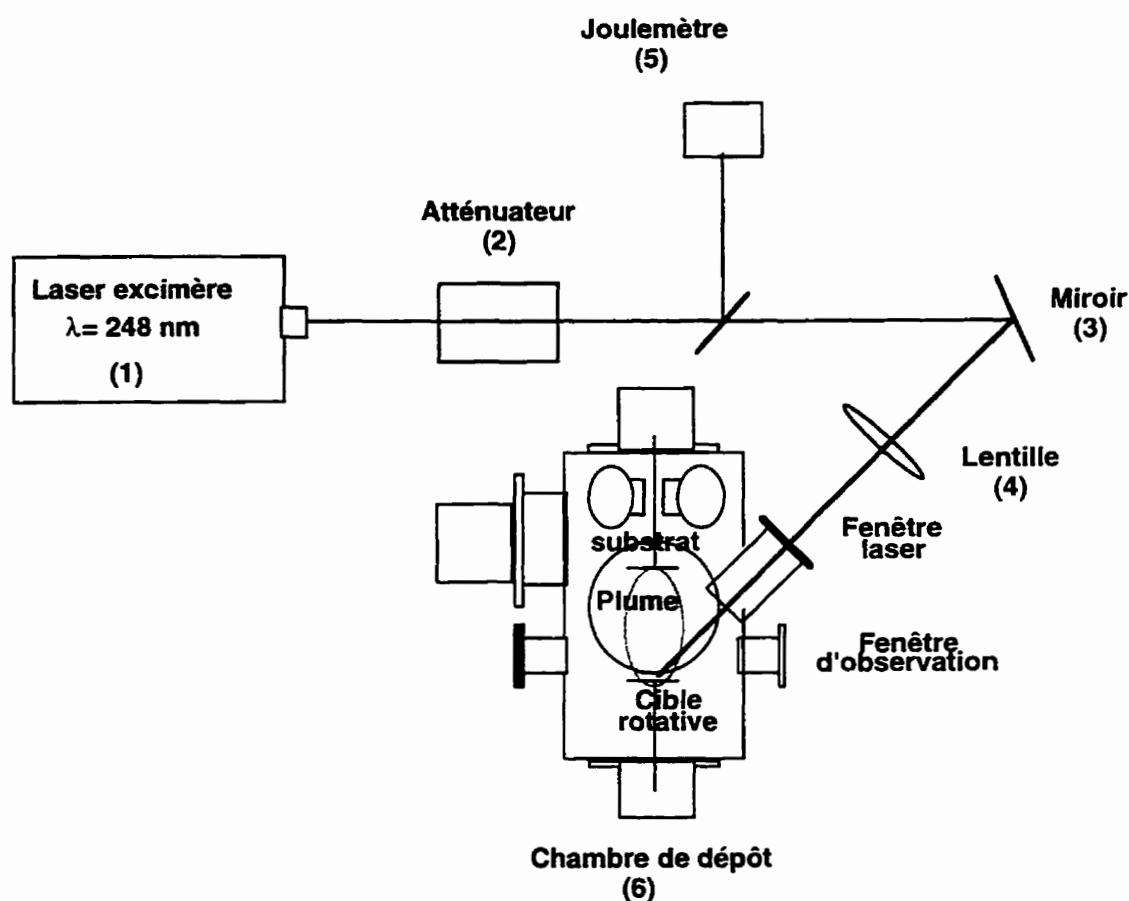 Joulemètre
(5)
Atténuateur
(2)
Laser excimère
λ= 248 nm
(1)
Miroir
(3)
Lentille
(4)
Fenêtre
laser
substrat
Plume
Fenêtre
d'observation
Cible
rotative
Chambre de dépôt
(6)